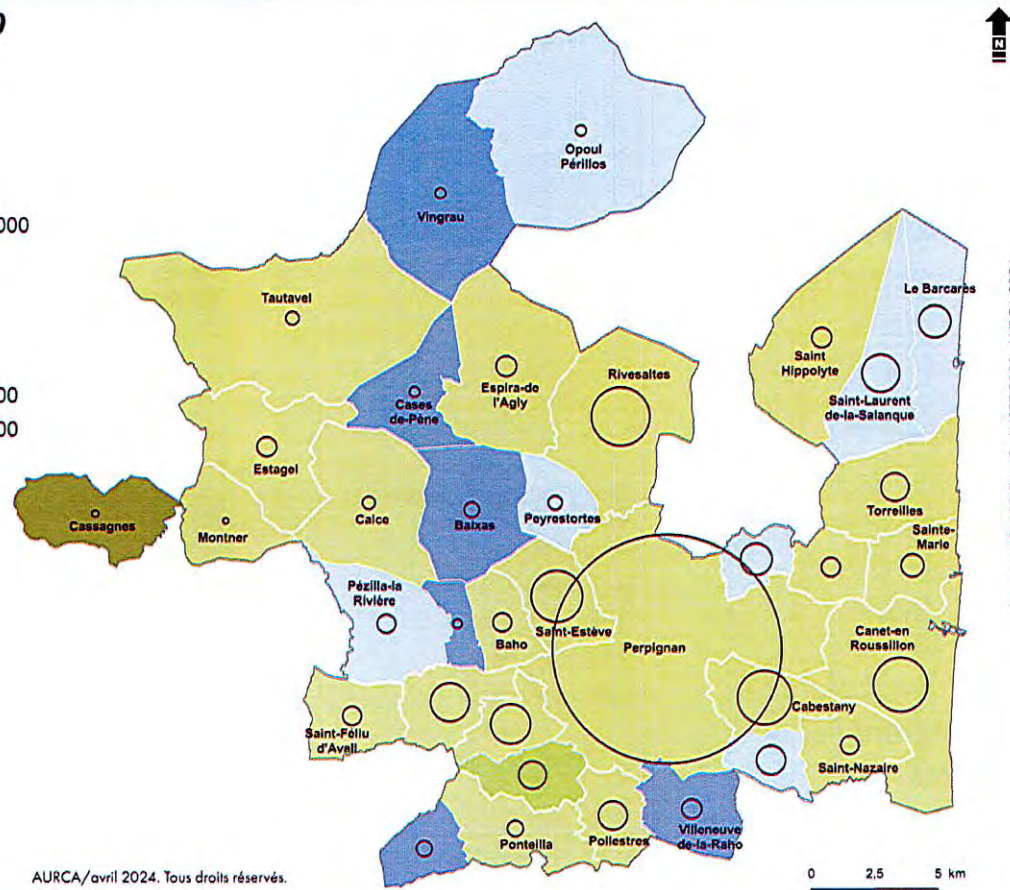 N
Opoul
Périllos
Vingrau
000
Tautavel
Le Barcarès
Saint
Hippolyte
Rivesaltes
Espira-de
l'Agly
Saint-Laurent
de-la-Salanque
Cases
de-Pène
00
00
Estagel
Cassagnes
Montner
Calce
Baixas
Peyrestortes
Torreilles
Sainte-
Marie
Pézilla-la
Rivière
Baho
Saint-Estève
Perpignan
Canet-en
Roussillon
Cabestany
Saint-Féliu
d'Avall
Saint-Nazaire
Ponteilla
Pollestres
Villeneuve
de-la-Raho
AURCA/avril 2024. Tous droits réservés.
0 2,5 5 km